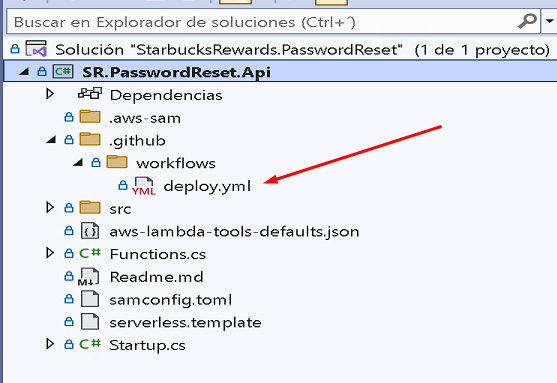 Buscar en Explorador de soluciones (Ctrl+´)
Solución "StarbucksRewards.PasswordReset" (1 de 1 proyecto)
C# SR.PasswordReset.Api
Dependencias
.aws-sam
.github
workflows
YML deploy.yml
src
aws-lambda-tools-defaults.json
C# Functions.cs
M↓ Readme.md
samconfig.toml
serverless.template
C# Startup.cs